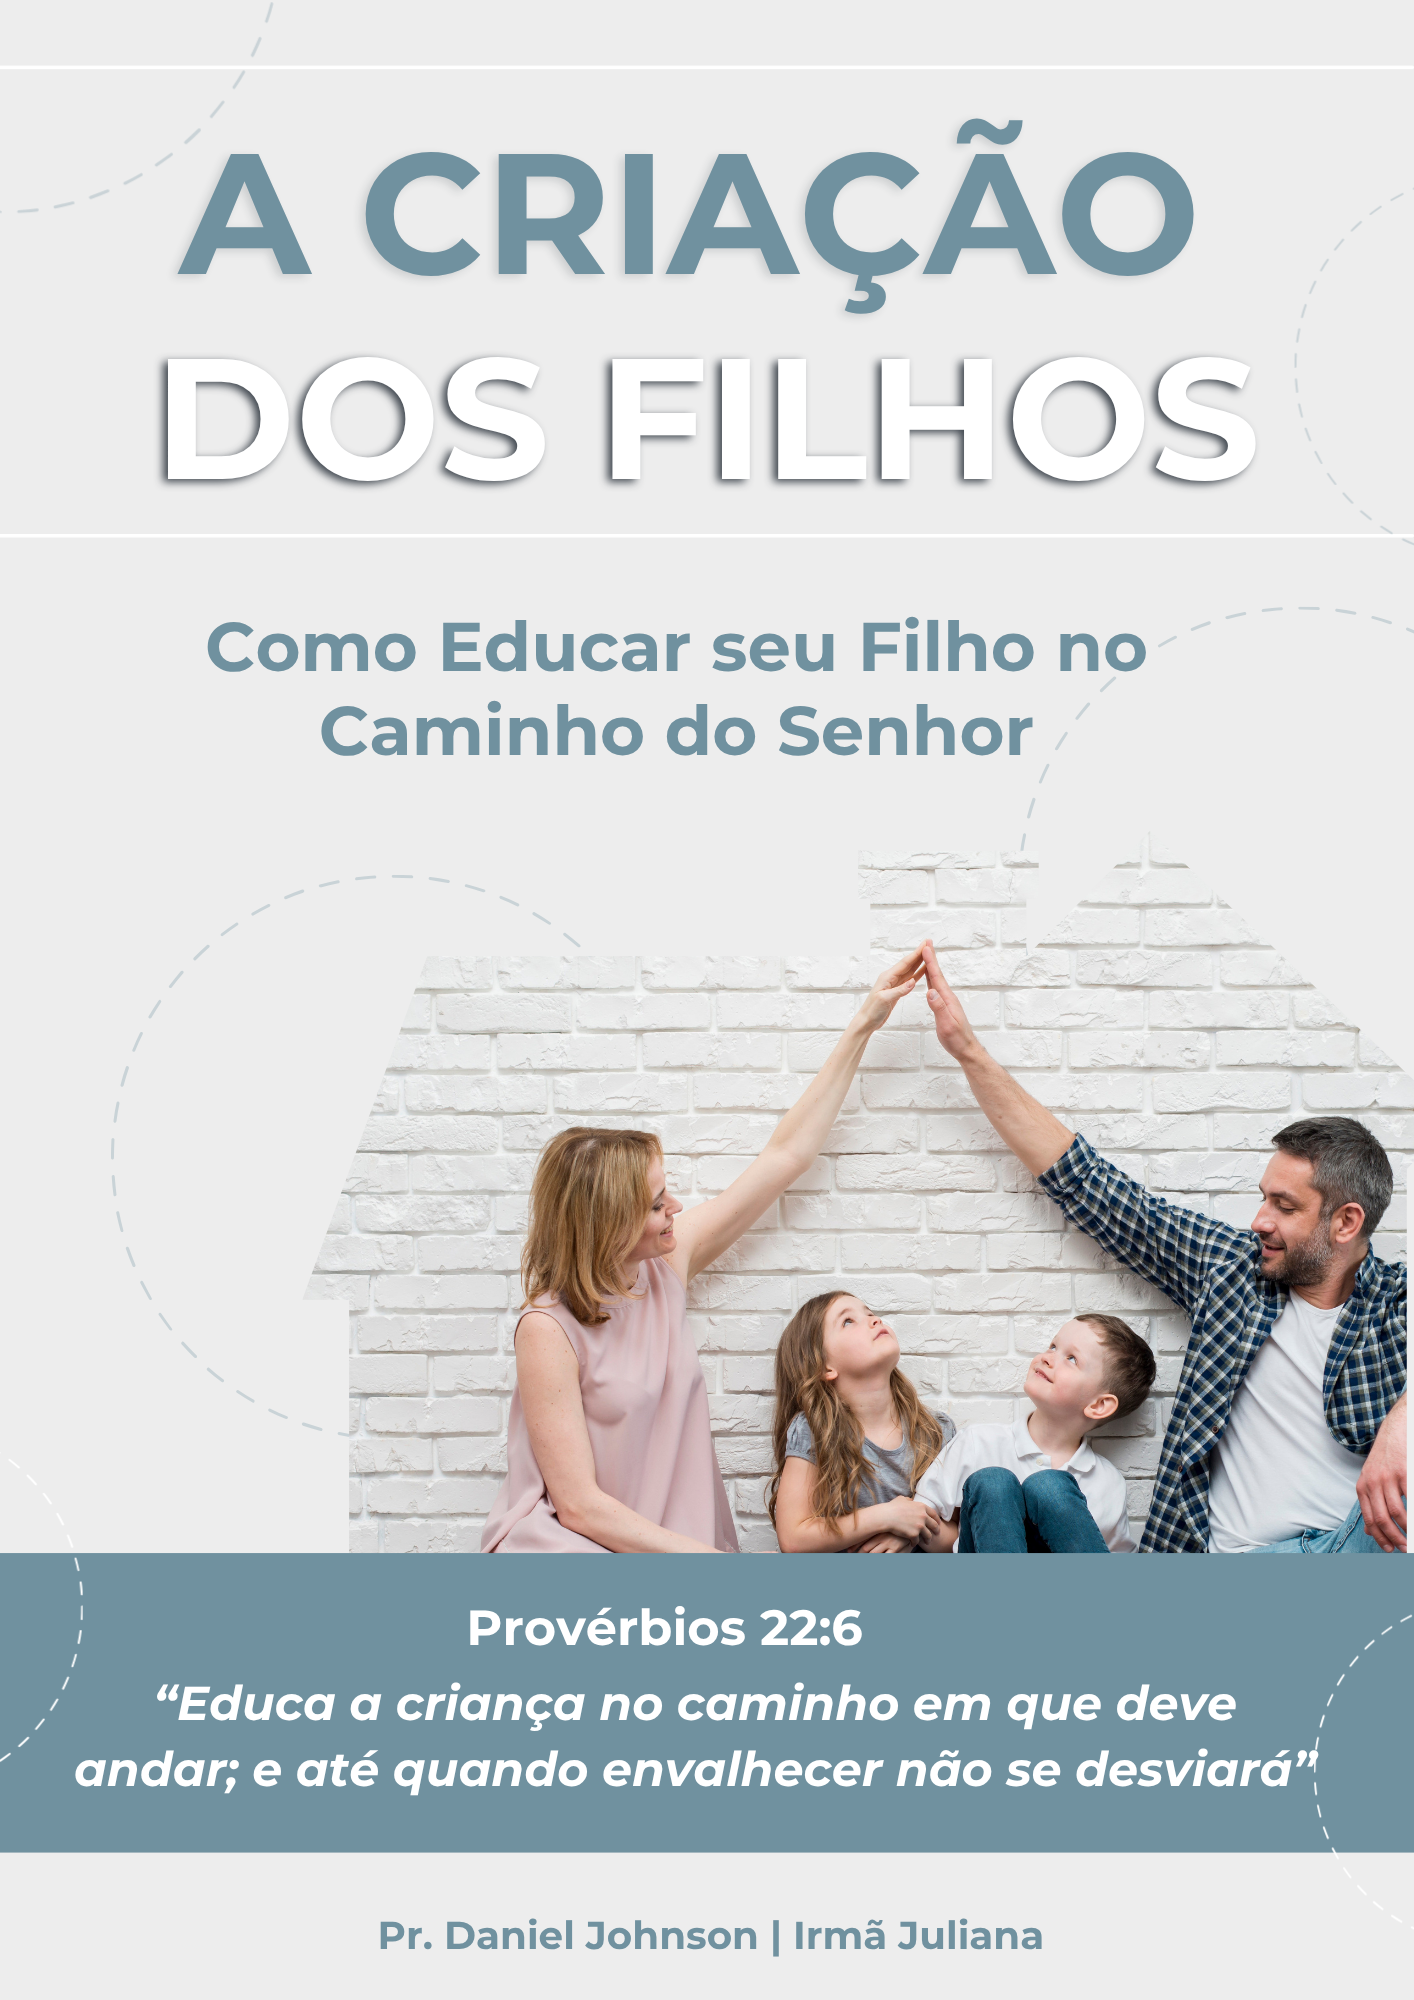 A CRIAÇÃO
DOS FILHOS
Como Educar seu Filho no
Caminho do Senhor
Provérbios 22:6
“Educa a criança no caminho em que deve
andar; e até quando envalhecer não se desviará”
Pr. Daniel Johnson | Irmã Juliana